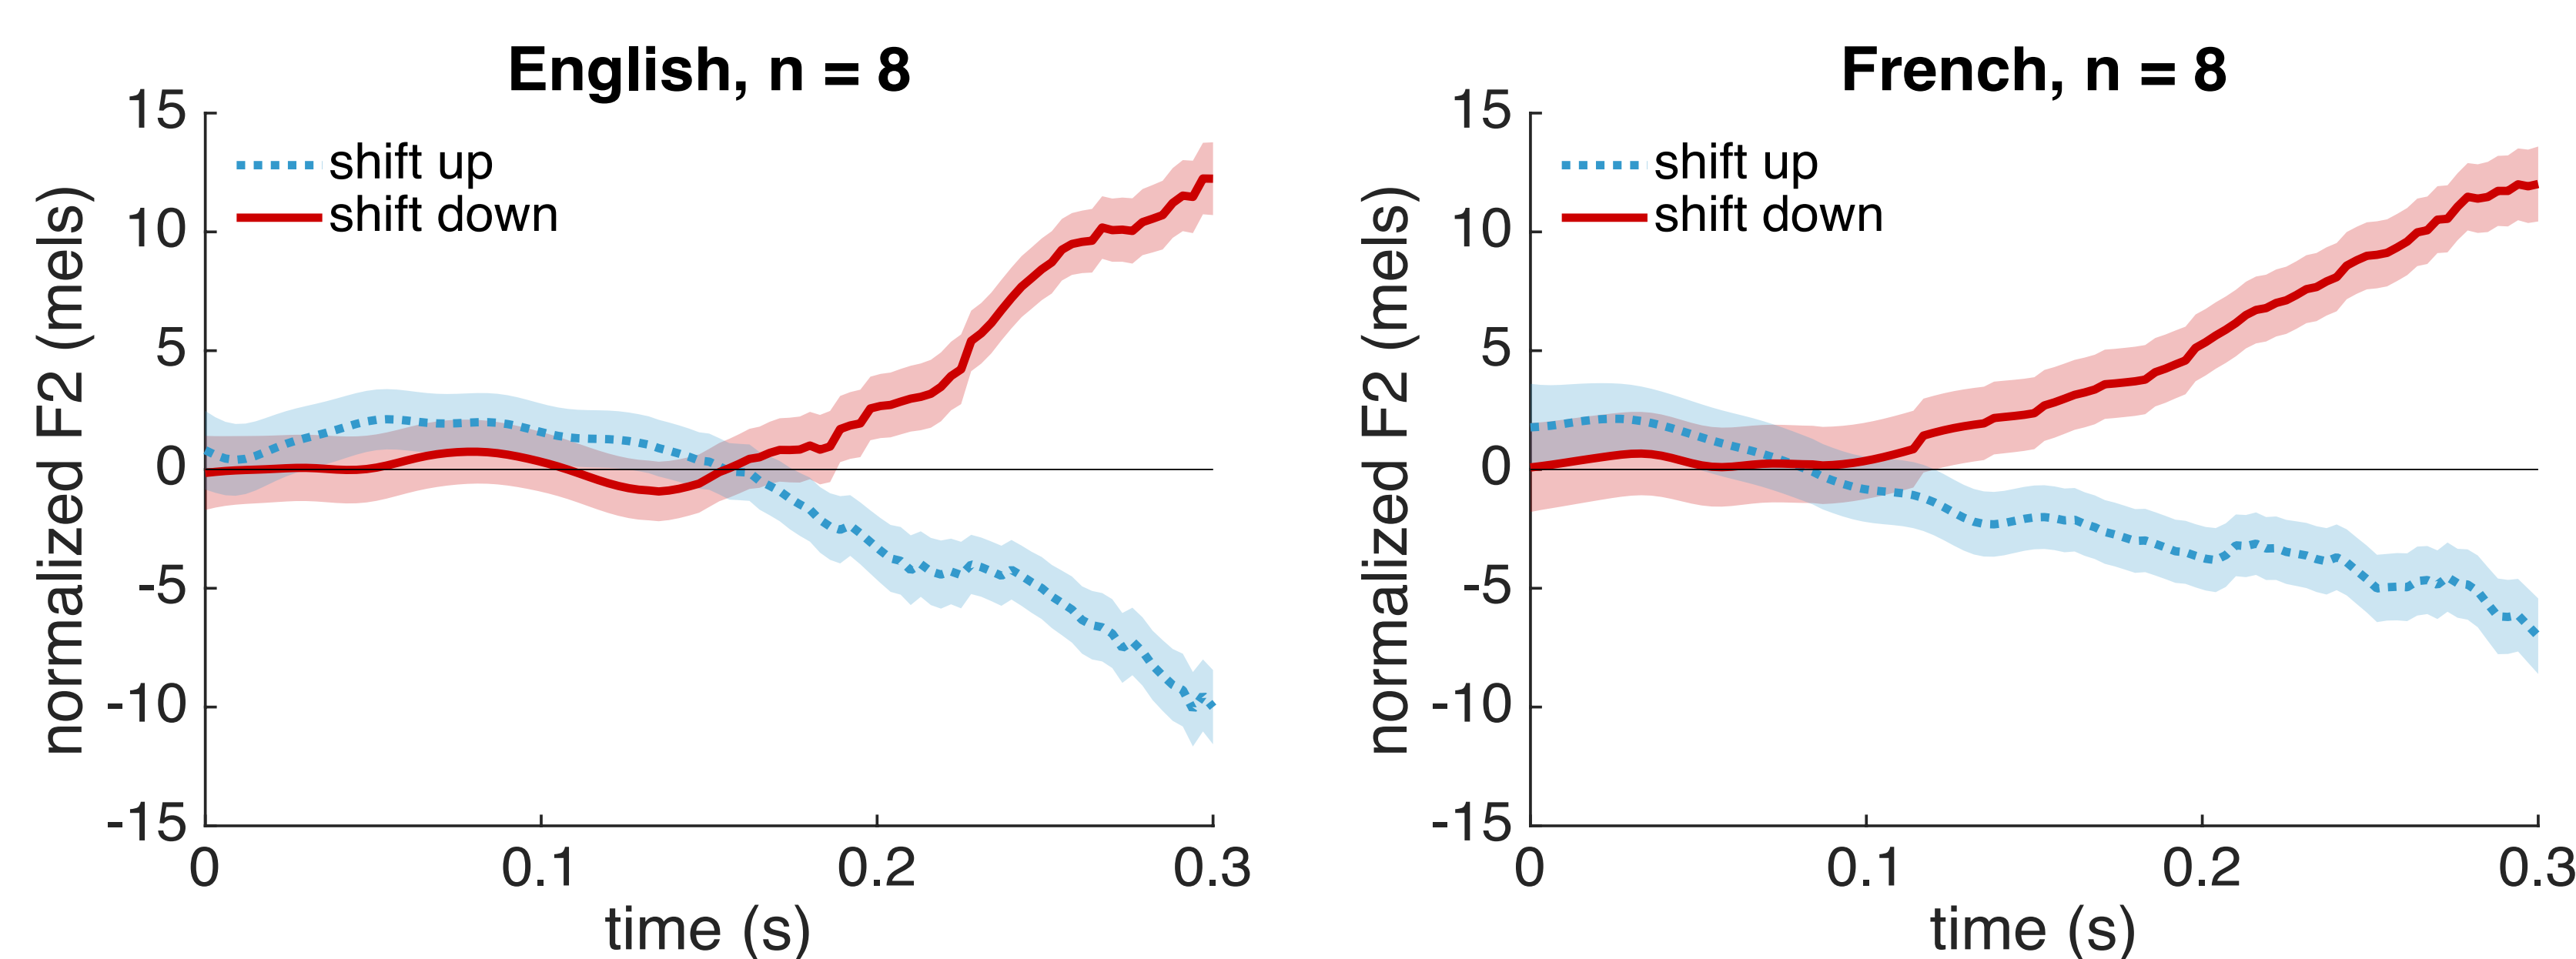 English, n = 8
normalized F2 (mels)
15
10
5
0
-5
-10
-15
shift up
shift down
0
0.1
0.2
0.3
time (s)
French, n = 8
normalized F2 (mels)
15
10
5
0
-5
-10
-15
shift up
shift down
0
0.1
0.2
0.3
time (s)